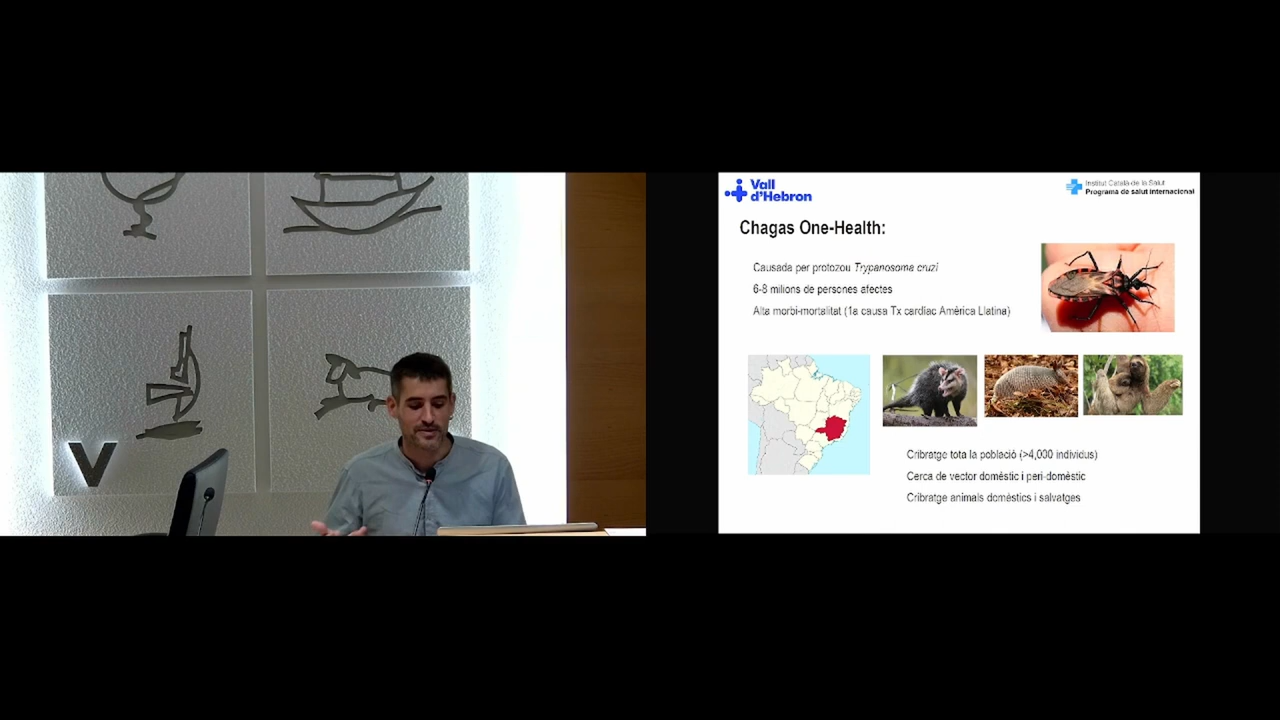 V
Vall
d'Hebron
Institut Català de la Salut
Programa de salut internacional
Chagas One-Health:
Causada per protozou Trypanosoma cruzi
6-8 milions de persones afectes
Alta morbi-mortalitat (1a causa Tx cardíac Amèrica Llatina)
Cribratge tota la població (>4,000 individus)
Cerca de vector domèstic i peri-domèstic
Cribratge animals domèstics i salvatges